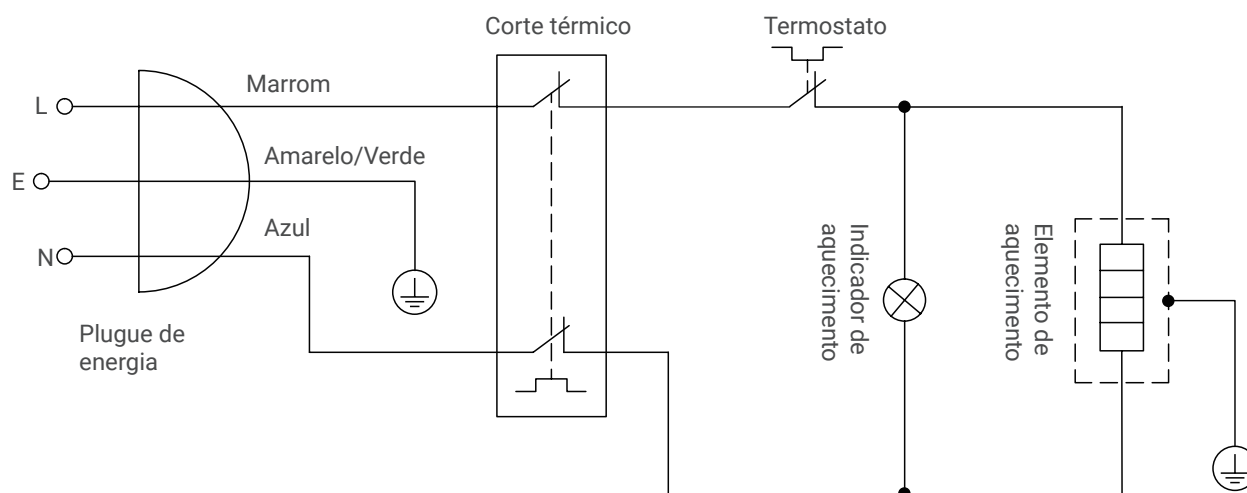 Corte térmico
Termostato
L
Marrom
E
Amarelo/Verde
N
Azul
Plugue de
energia
Indicador de
aquecimento
Elemento de
aquecimento